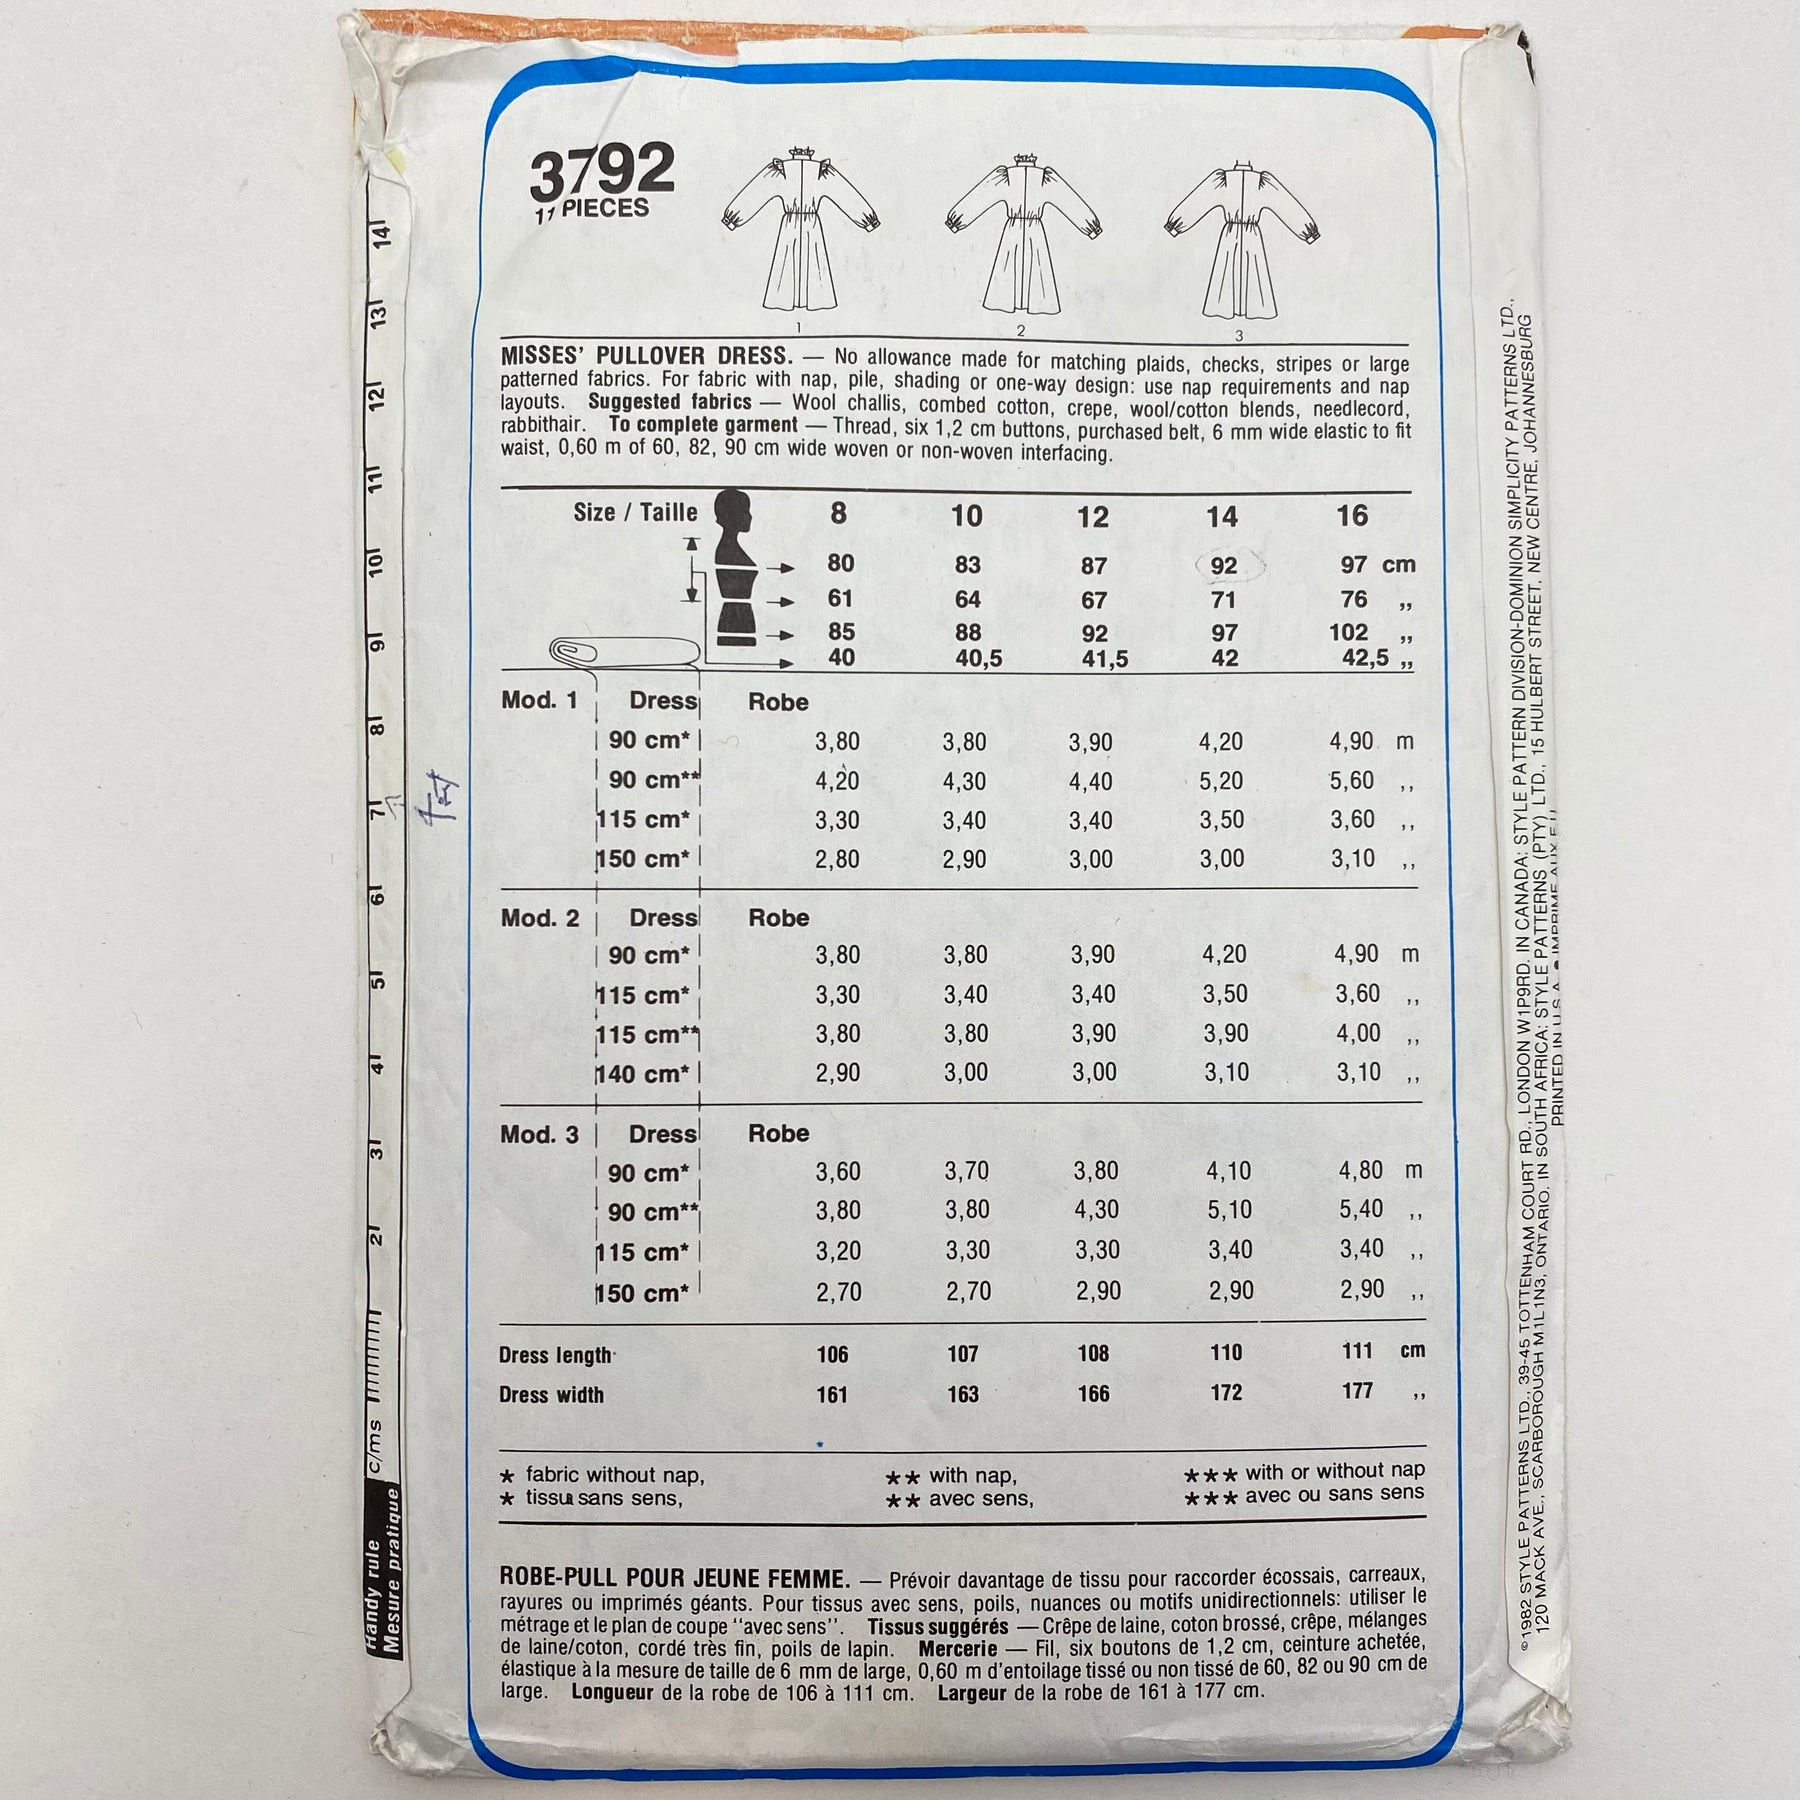 3792
11 PIECES
1
2
3
MISSES' PULLOVER DRESS. — No allowance made for matching plaids, checks, stripes or large
patterned fabrics. For fabric with nap, pile, shading or one-way design: use nap requirements and nap
layouts. Suggested fabrics — Wool challis, combed cotton, crepe, wool/cotton blends, needlecord,
rabbithair. To complete garment — Thread, six 1,2 cm buttons, purchased belt, 6 mm wide elastic to fit
waist, 0,60 m of 60, 82, 90 cm wide woven or non-woven interfacing.
Size / Taille 8 10 12 14 16
80 83 87 92 97 cm
61 64 67 71 76 ,,
85 88 92 97 102 ,,
40 40,5 41,5 42 42,5 ,,
Mod. 1 Dress Robe
90 cm* 3,80 3,80 3,90 4,20 4,90 m
90 cm** 4,20 4,30 4,40 5,20 5,60 ,,
115 cm* 3,30 3,40 3,40 3,50 3,60 ,,
150 cm* 2,80 2,90 3,00 3,00 3,10 ,,
Mod. 2 Dress Robe
90 cm* 3,80 3,80 3,90 4,20 4,90 m
115 cm* 3,30 3,40 3,40 3,50 3,60 ,,
115 cm** 3,80 3,80 3,90 3,90 4,00 ,,
140 cm* 2,90 3,00 3,00 3,10 3,10 ,,
Mod. 3 Dress Robe
90 cm* 3,60 3,70 3,80 4,10 4,80 m
90 cm** 3,80 3,80 4,30 5,10 5,40 ,,
115 cm* 3,20 3,30 3,30 3,40 3,40 ,,
150 cm* 2,70 2,70 2,90 2,90 2,90 ,,
Dress length 106 107 108 110 111 cm
Dress width 161 163 166 172 177 ,,
* fabric without nap, ** with nap, *** with or without nap
* tissu sans sens, ** avec sens, *** avec ou sans sens
ROBE-PULL POUR JEUNE FEMME. — Prévoir davantage de tissu pour raccorder écossais, carreaux,
rayures ou imprimés géants. Pour tissus avec sens, poils, nuances ou motifs unidirectionnels: utiliser le
métrage et le plan de coupe ''avec sens''. Tissus suggérés — Crêpe de laine, coton brossé, crêpe, mélanges
de laine/coton, cordé très fin, poils de lapin. Mercerie — Fil, six boutons de 1,2 cm, ceinture achetée,
élastique à la mesure de taille de 6 mm de large, 0,60 m d'entoilage tissé ou non tissé de 60, 82 ou 90 cm de
large. Longueur de la robe de 106 à 111 cm. Largeur de la robe de 161 à 177 cm.
Handy rule
Mesure pratique
c/ms 2 3 4 5 6 7 8 9 10 11 12 13 14
©1982 STYLE PATTERNS LTD., 39-45 TOTTENHAM COURT RD., LONDON W1P9RD. IN CANADA: STYLE PATTERN DIVISION-DOMINION SIMPLICITY PATTERNS LTD.,
120 MACK AVE., SCARBOROUGH M1L1N3, ONTARIO. IN SOUTH AFRICA: STYLE PATTERNS (PTY) LTD., 15 HULBERT STREET, NEW CENTRE, JOHANNESBURG
PRINTED IN U.S.A. • IMPRIME AUX E.U.